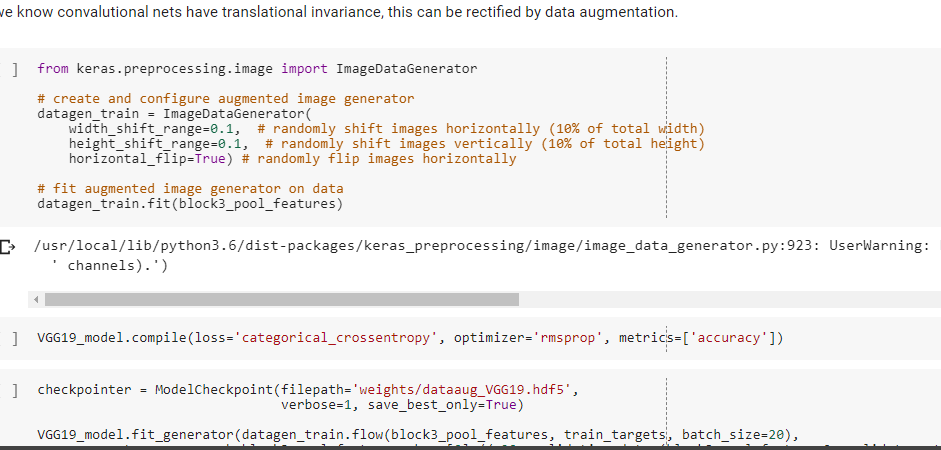 we know convalutional nets have translational invariance, this can be rectified by data augmentation.
] from keras.preprocessing.image import ImageDataGenerator
# create and configure augmented image generator
datagen_train = ImageDataGenerator(
width_shift_range=0.1, # randomly shift images horizontally (10% of total width)
height_shift_range=0.1, # randomly shift images vertically (10% of total height)
horizontal_flip=True) # randomly flip images horizontally
# fit augmented image generator on data
datagen_train.fit(block3_pool_features)
/usr/local/lib/python3.6/dist-packages/keras_preprocessing/image/image_data_generator.py:923: UserWarning:
' channels).')
] VGG19_model.compile(loss='categorical_crossentropy', optimizer='rmsprop', metrics=['accuracy'])
] checkpointer = ModelCheckpoint(filepath='weights/dataaug_VGG19.hdf5',
verbose=1, save_best_only=True)
VGG19_model.fit_generator(datagen_train.flow(block3_pool_features, train_targets, batch_size=20),